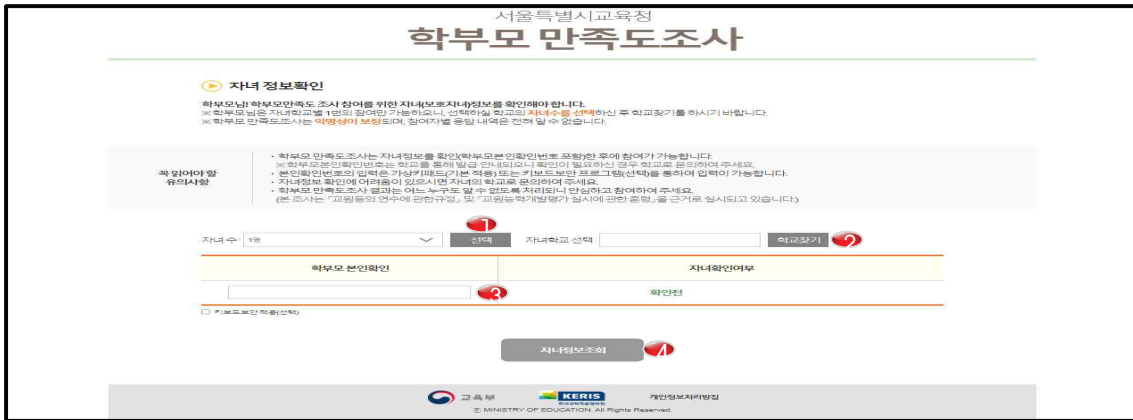 서울특별시교육청
학부모 만족도조사
자녀 정보확인
학부모님! 학부모만족도 조사 참여를 위한 자녀(보호자녀)정보를 확인해야 합니다.
※ 학부모님은 자녀학교별 1번의 참여만 가능하오니, 선택하실 학교의 자녀수를 선택하신 후 학교찾기를 하시기 바랍니다.
※ 학부모 만족도조사는 익명성이 보장되며, 참여자별 응답 내역은 전혀 알 수 없습니다.
꼭 읽어야 할
유의사항
· 학부모 만족도조사는 자녀정보를 확인(학부모본인확인번호 포함)한 후에 참여가 가능합니다.
※ 학부모본인확인번호는 학교를 통해 발급 안내되오니 확인이 필요하신 경우 학교로 문의하여 주세요.
· 본인확인번호의 입력은 가상키패드(기본 적용) 또는 키보드보안 프로그램(선택)을 통하여 입력이 가능합니다.
· 자녀정보 확인에 어려움이 있으시면 자녀의 학교로 문의하여 주세요.
· 학부모 만족도조사 결과는 어느 누구도 알 수 없도록 처리되니 안심하고 참여하여 주세요.
(본 조사는 「교원등의 연수에 관한규정」 및 「교원능력개발평가 실시에 관한 훈령」을 근거로 실시되고 있습니다.)
1
자녀 수 1명 선택 자녀학교 선택 학교찾기 2
학부모 본인확인 자녀확인여부
3 확인전
키보드보안 적용(선택)
자녀정보조회 4
교육부 KERIS 한국교육학술정보원 개인정보처리방침
ⓒ MINISTRY OF EDUCATION. All Rights Reserved.